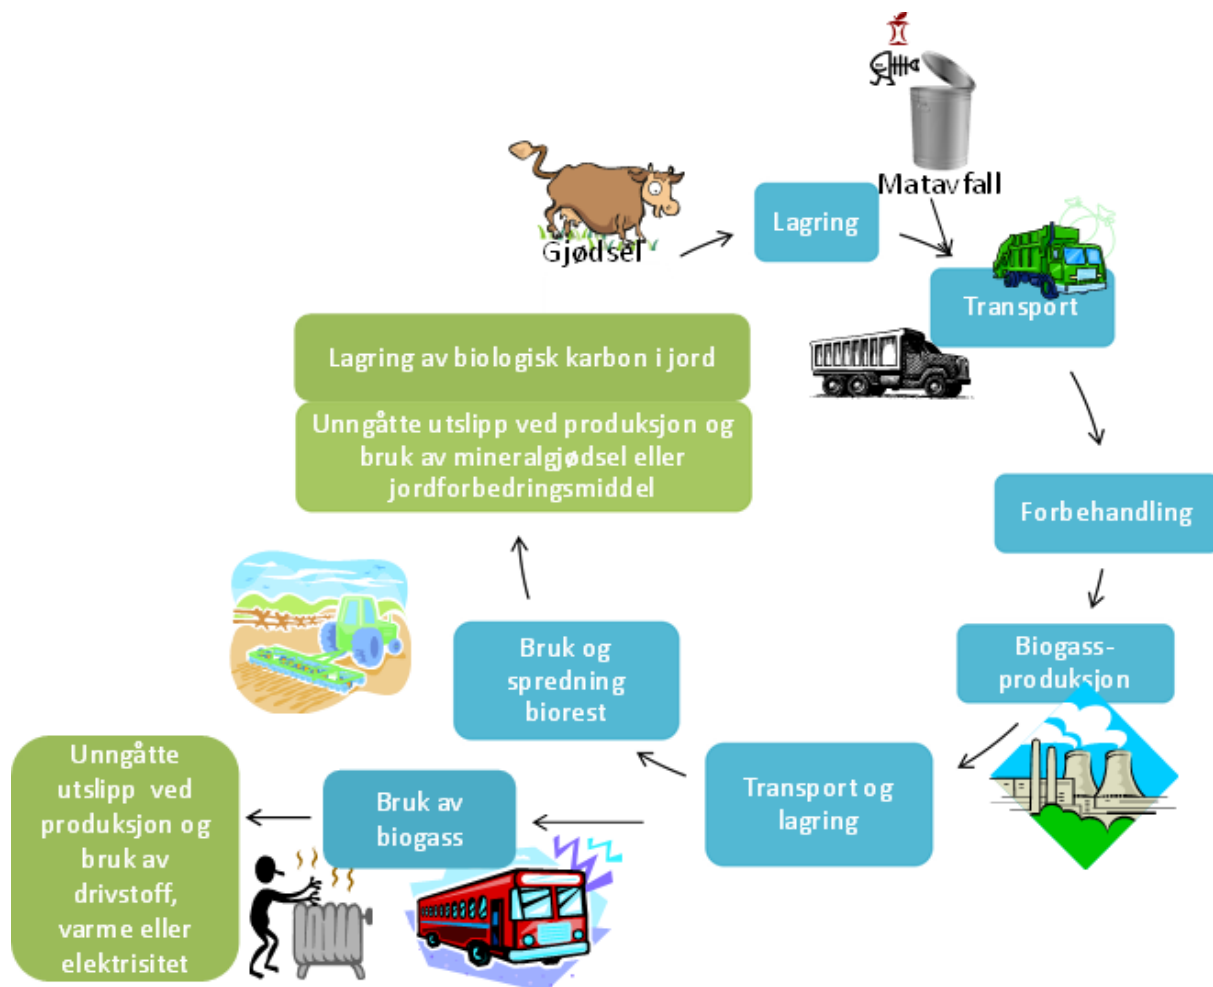 Matavfall
Gjødsel
Lagring
Transport
Lagring av biologisk karbon i jord
Unngåtte utslipp ved produksjon og
bruk av mineralgjødsel eller
jordforbedringsmiddel
Forbehandling
Biogass-
produksjon
Bruk og
spredning
biorest
Transport og
lagring
Bruk av
biogass
Unngåtte
utslipp ved
produksjon og
bruk av
drivstoff,
varme eller
elektrisitet